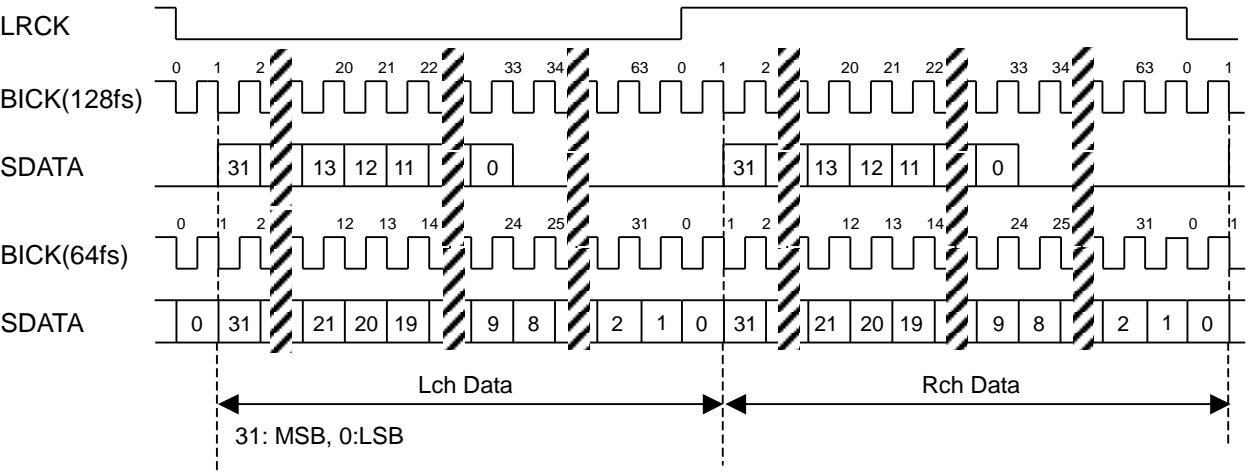 LRCK
0 1 2 20 21 22 33 34 63 0 1 2 20 21 22 33 34 63 0 1
BICK(128fs)
SDATA 31 13 12 11 0 31 13 12 11 0
0 1 2 12 13 14 24 25 31 0 1 2 12 13 14 24 25 31 0 1
BICK(64fs)
SDATA 0 31 21 20 19 9 8 2 1 0 31 21 20 19 9 8 2 1 0
Lch Data Rch Data
31: MSB, 0:LSB